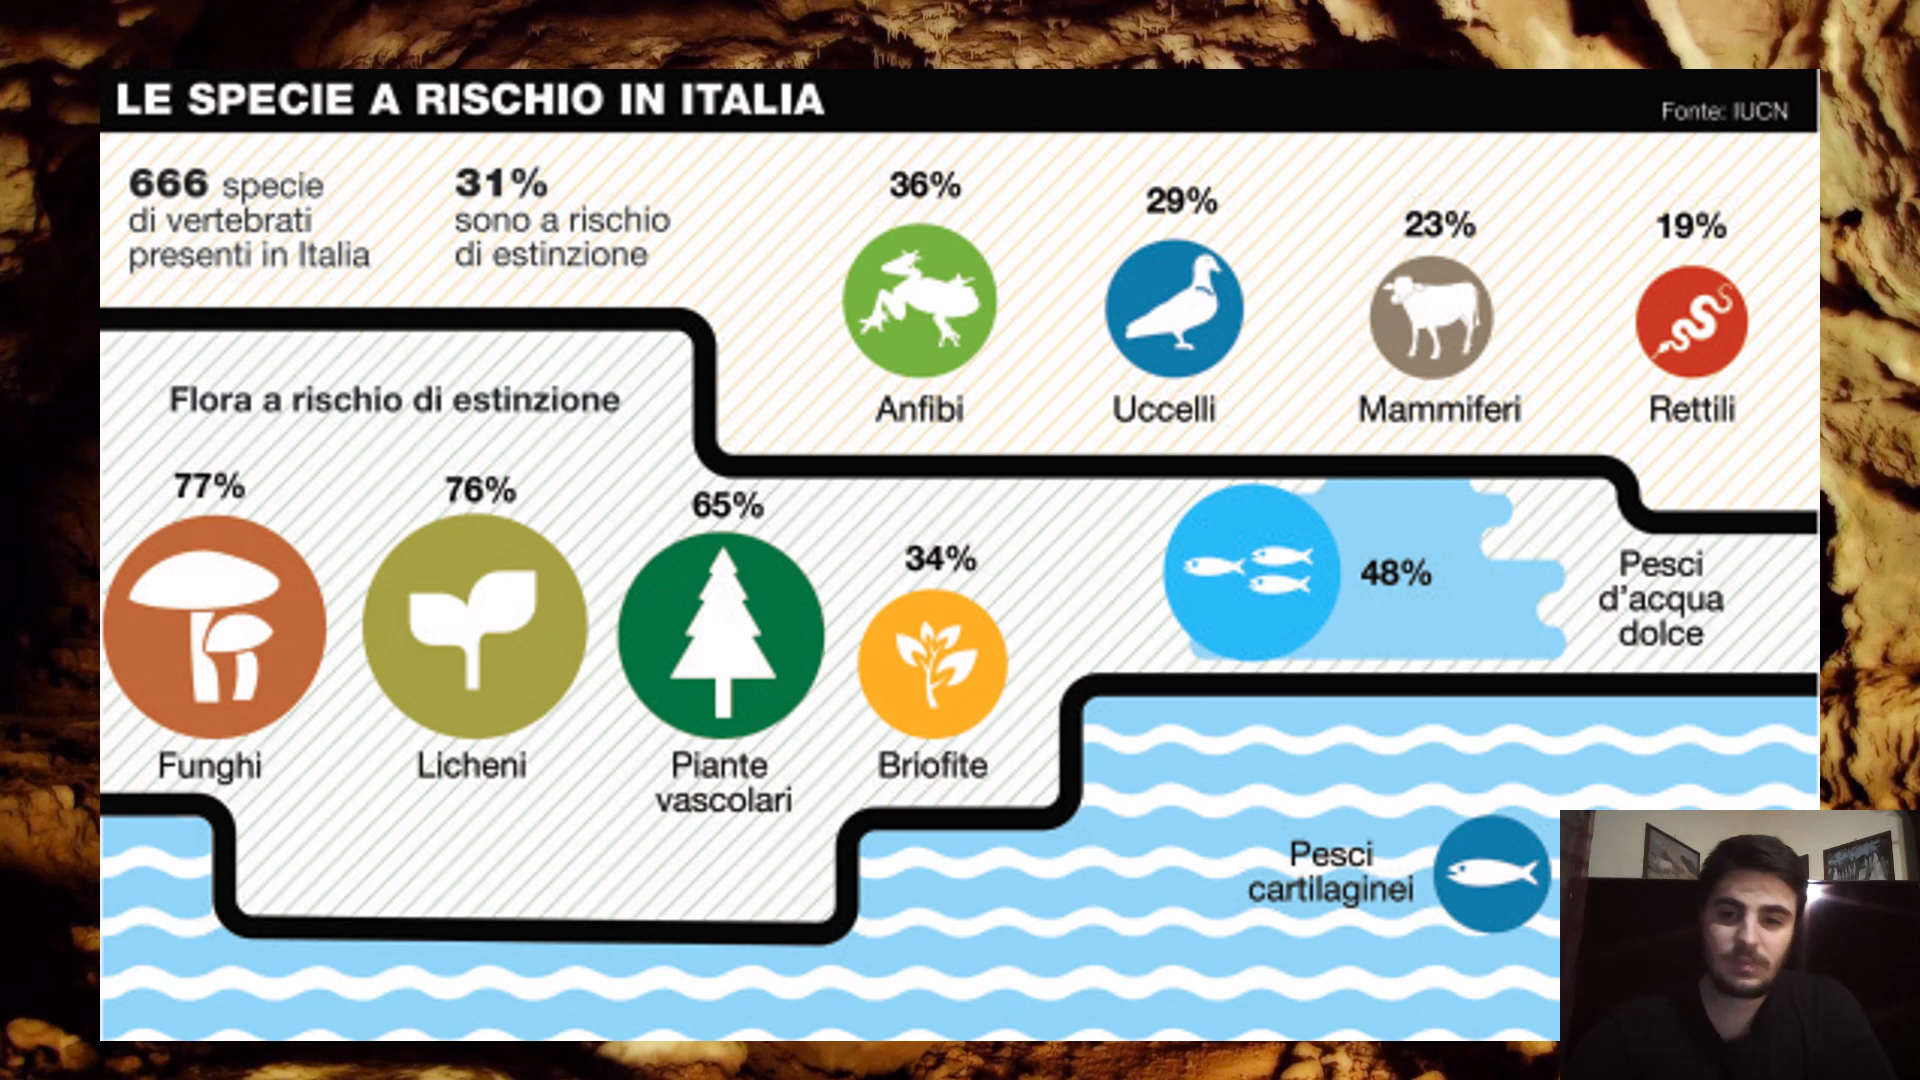 LE SPECIE A RISCHIO IN ITALIA
Fonte: IUCN
666 specie
di vertebrati
presenti in Italia
31%
sono a rischio
di estinzione
36%
Anfibi
29%
Uccelli
23%
Mammiferi
19%
Rettili
Flora a rischio di estinzione
77%
Funghi
76%
Licheni
65%
Piante
vascolari
34%
Briofite
48%
Pesci
d'acqua
dolce
Pesci
cartilaginei